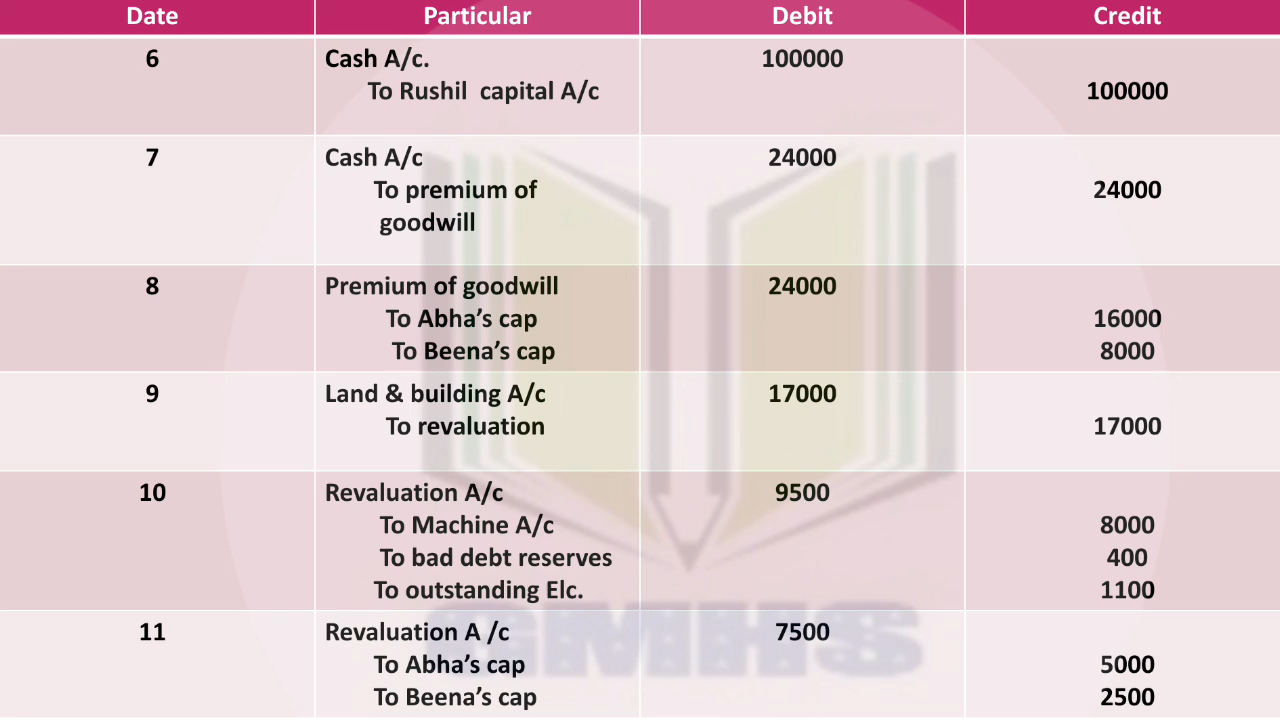 Date Particular Debit Credit
6 Cash A/c. 100000
To Rushil capital A/c 100000
7 Cash A/c 24000
To premium of 24000
goodwill
8 Premium of goodwill 24000
To Abha’s cap 16000
To Beena’s cap 8000
9 Land & building A/c 17000
To revaluation 17000
10 Revaluation A/c 9500
To Machine A/c 8000
To bad debt reserves 400
To outstanding Elc. 1100
11 Revaluation A /c 7500
To Abha’s cap 5000
To Beena’s cap 2500
GMHS